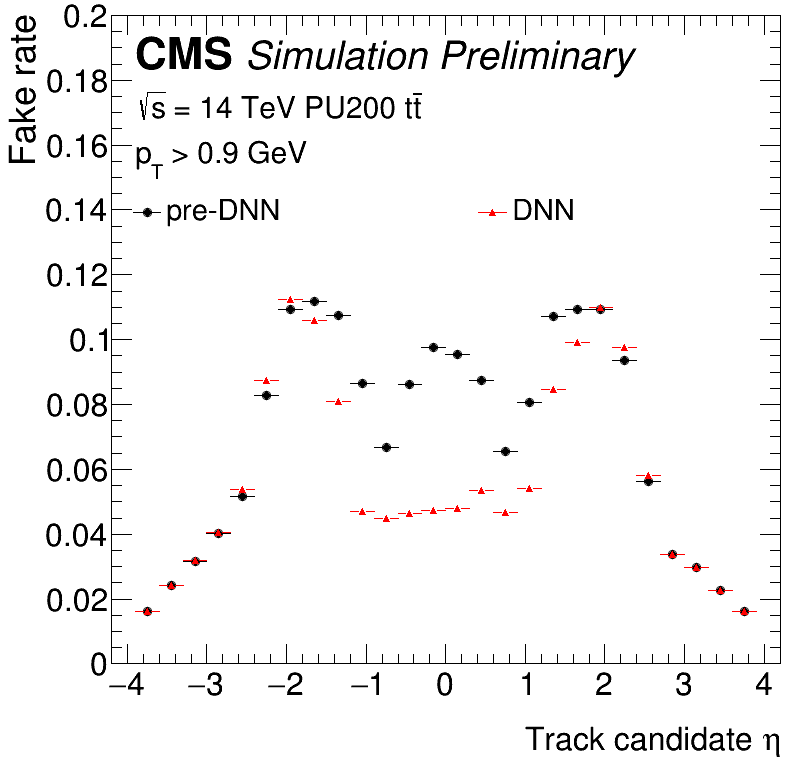 Fake rate
CMS Simulation Preliminary
√s = 14 TeV PU200 tt̄
pT > 0.9 GeV
pre-DNN DNN
0.2
0.18
0.16
0.14
0.12
0.1
0.08
0.06
0.04
0.02
0
−4 −3 −2 −1 0 1 2 3 4
Track candidate η